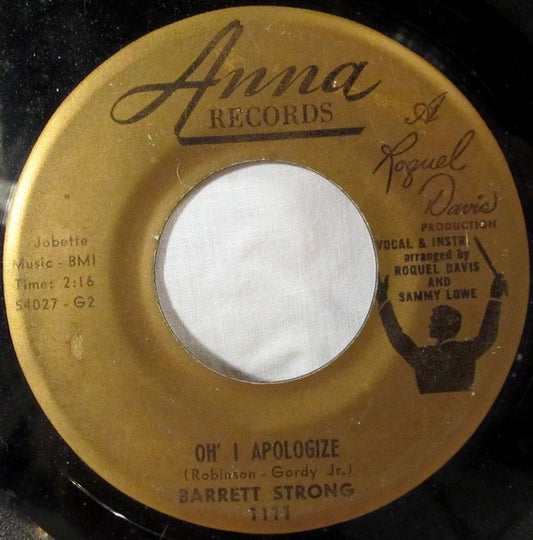 Anna
RECORDS
A
Roquel
Davis
PRODUCTION
VOCAL & INSTR
arranged by
ROQUEL DAVIS
AND
SAMMY LOWE
Jobette
Music - BMI
Time: 2:16
54027 - G2
OH' I APOLOGIZE
(Robinson - Gordy Jr.)
BARRETT STRONG
1111